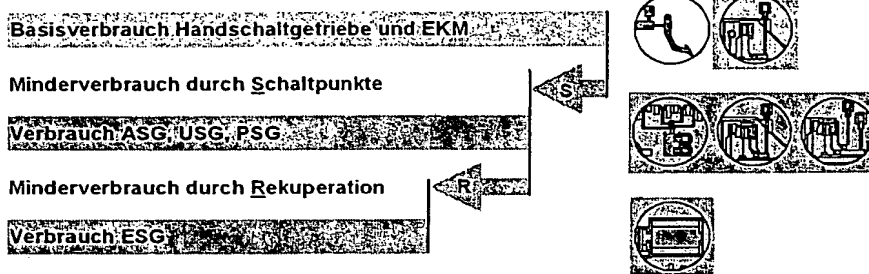 Basisverbrauch Handschaltgetriebe und EKM
Minderverbrauch durch Schaltpunkte
S
Verbrauch ASG, USG, PSG
Minderverbrauch durch Rekuperation
R
Verbrauch ESG